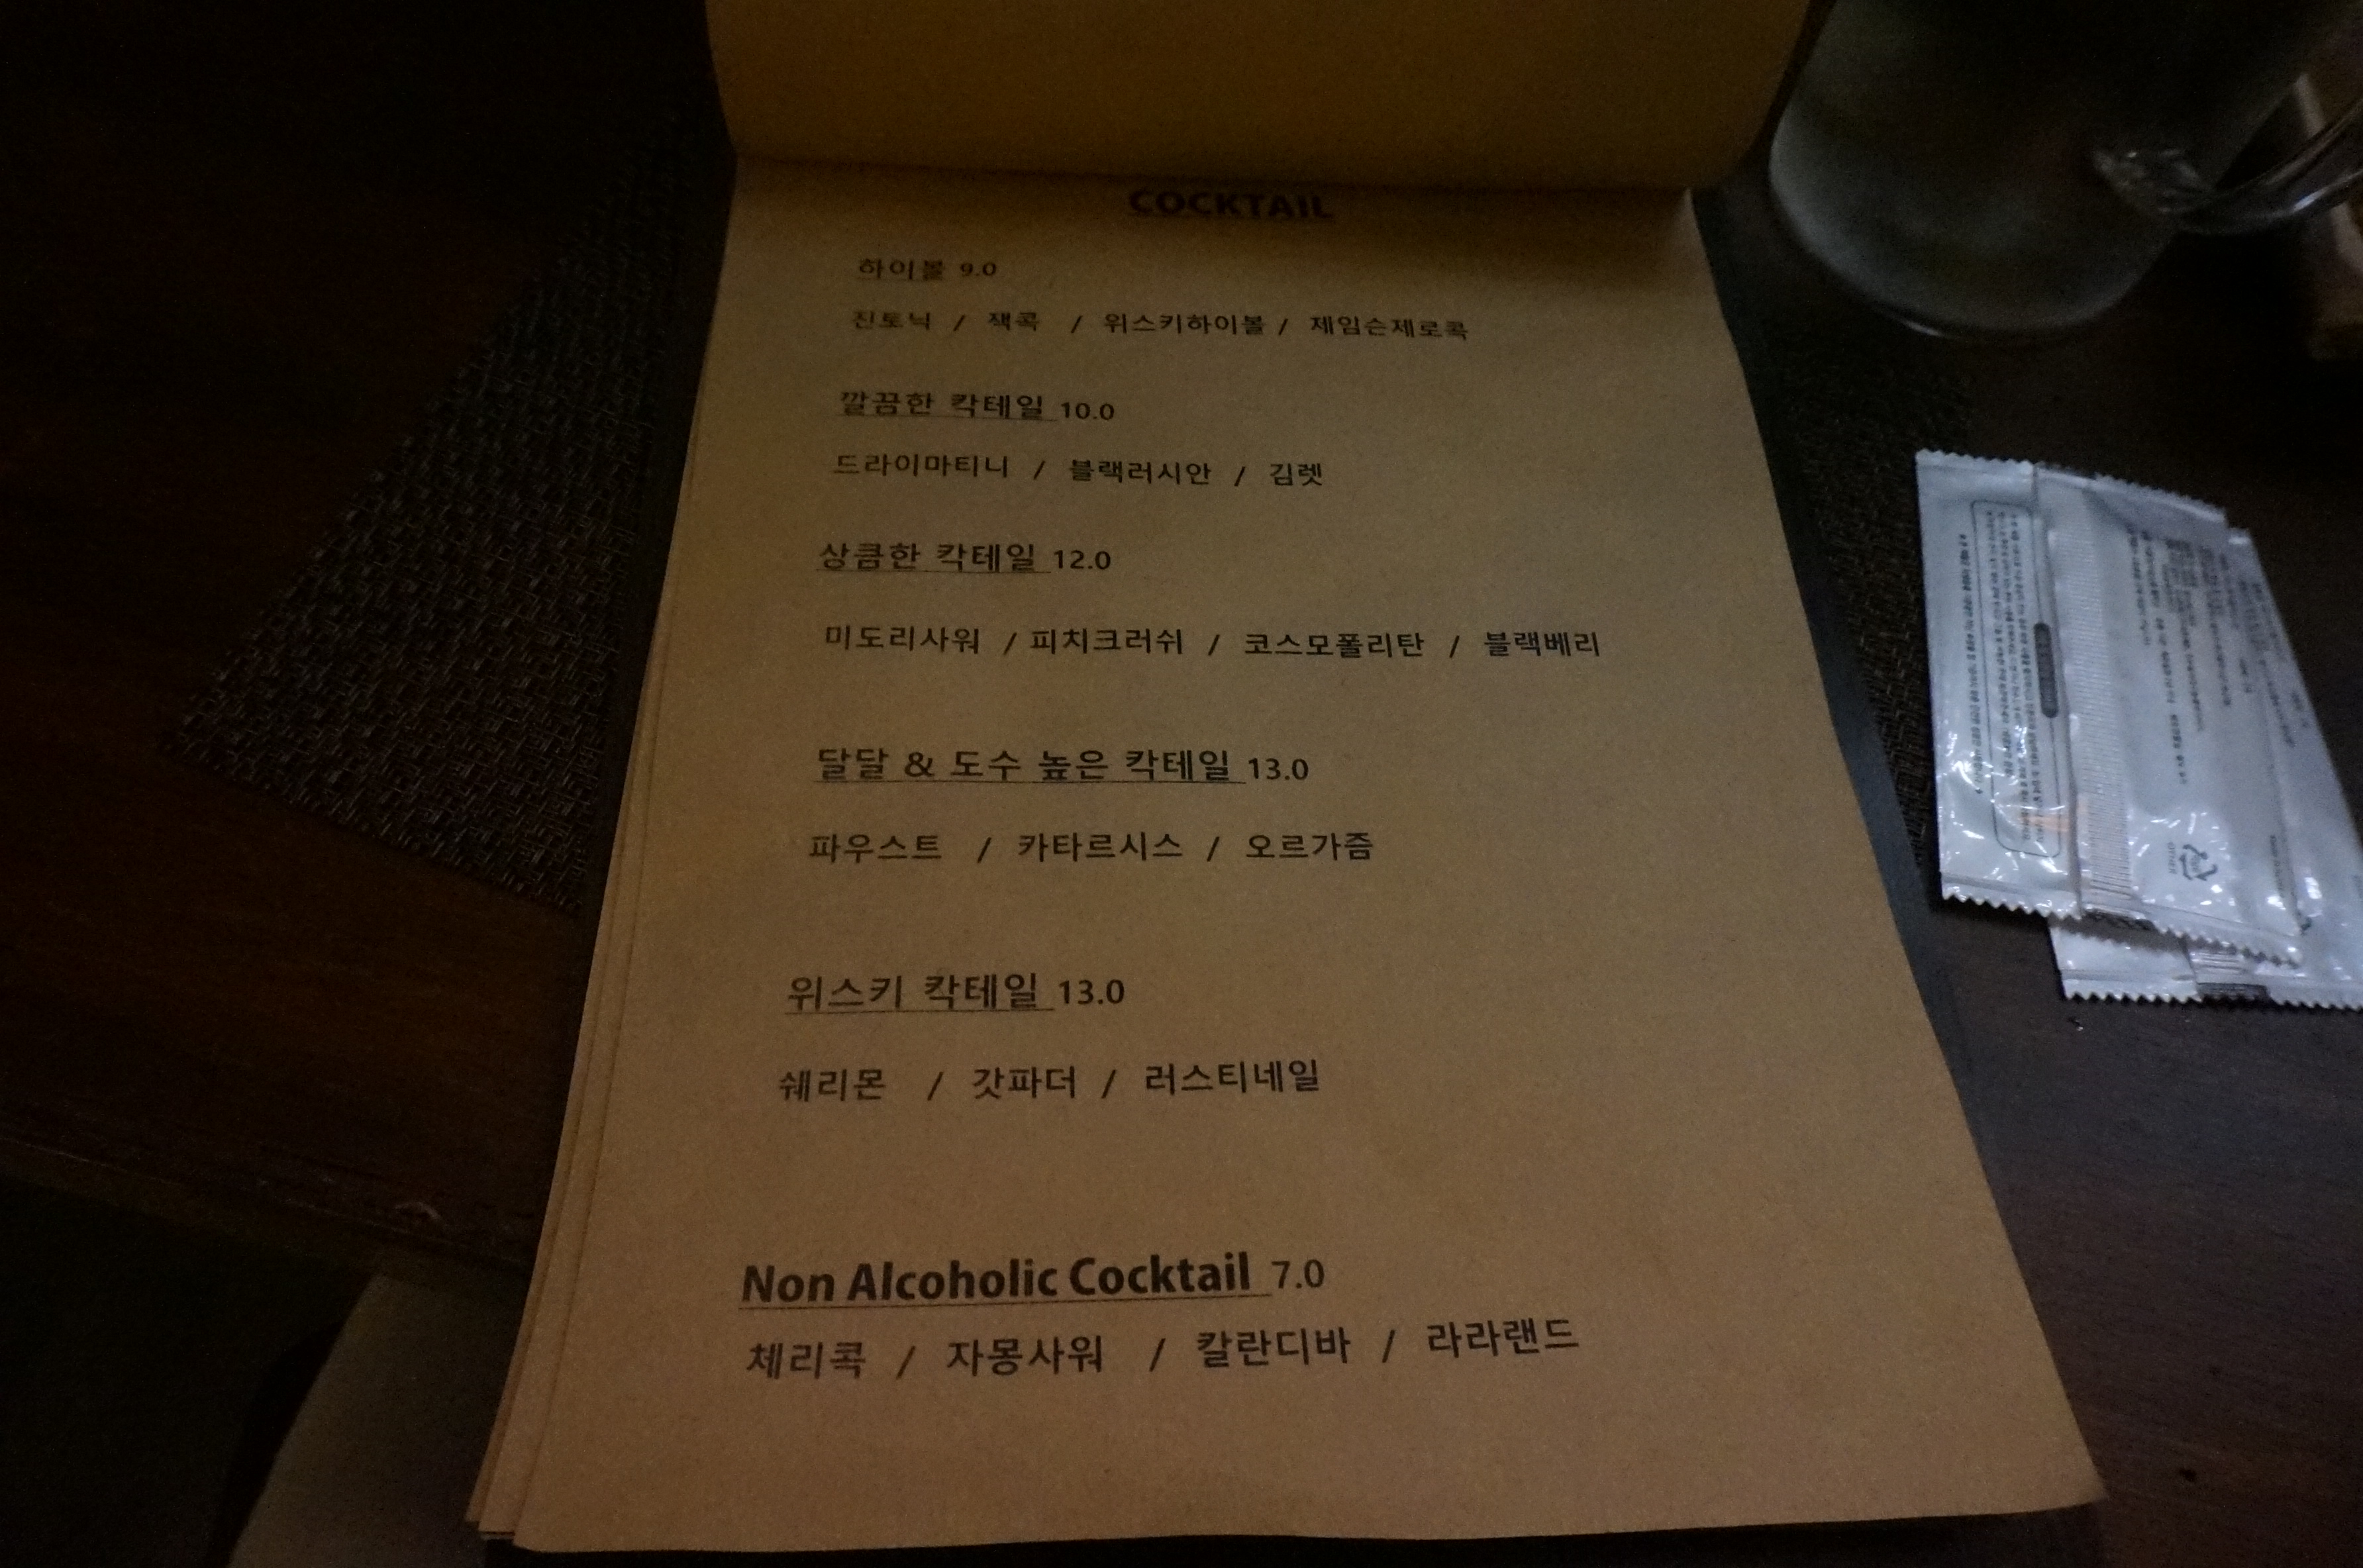 COCKTAIL
하이볼 9.0
진토닉 / 잭콕 / 위스키하이볼 / 제임슨제로콕
깔끔한 칵테일 10.0
드라이마티니 / 블랙러시안 / 김렛
상큼한 칵테일 12.0
미도리사워 / 피치크러쉬 / 코스모폴리탄 / 블랙베리
달달 & 도수 높은 칵테일 13.0
파우스트 / 카타르시스 / 오르가즘
위스키 칵테일 13.0
쉐리몬 / 갓파더 / 러스티네일
Non Alcoholic Cocktail 7.0
체리콕 / 자몽사워 / 칼란디바 / 라라랜드